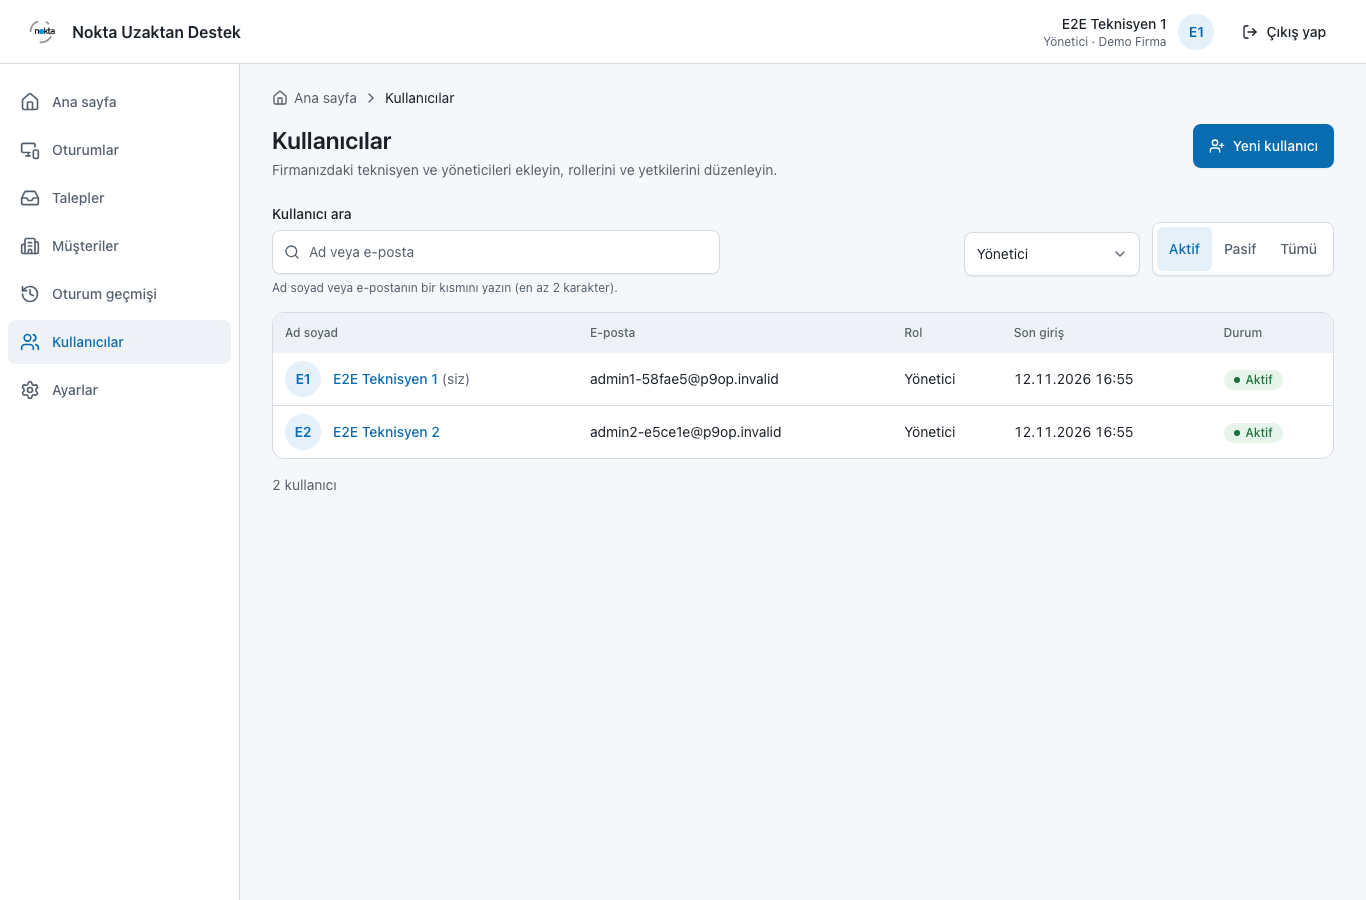 nokta
Nokta Uzaktan Destek
E2E Teknisyen 1
Yönetici · Demo Firma
E1
Çıkış yap
Ana sayfa
Oturumlar
Talepler
Müşteriler
Oturum geçmişi
Kullanıcılar
Ayarlar
Ana sayfa
Kullanıcılar
Kullanıcılar
Firmanızdaki teknisyen ve yöneticileri ekleyin, rollerini ve yetkilerini düzenleyin.
Yeni kullanıcı
Kullanıcı ara
Ad veya e-posta
Yönetici
Aktif Pasif Tümü
Ad soyad veya e-postanın bir kısmını yazın (en az 2 karakter).
Ad soyad E-posta Rol Son giriş Durum
E1 E2E Teknisyen 1 (siz) admin1-58fae5@p9op.invalid Yönetici 12.11.2026 16:55 Aktif
E2 E2E Teknisyen 2 admin2-e5ce1e@p9op.invalid Yönetici 12.11.2026 16:55 Aktif
2 kullanıcı